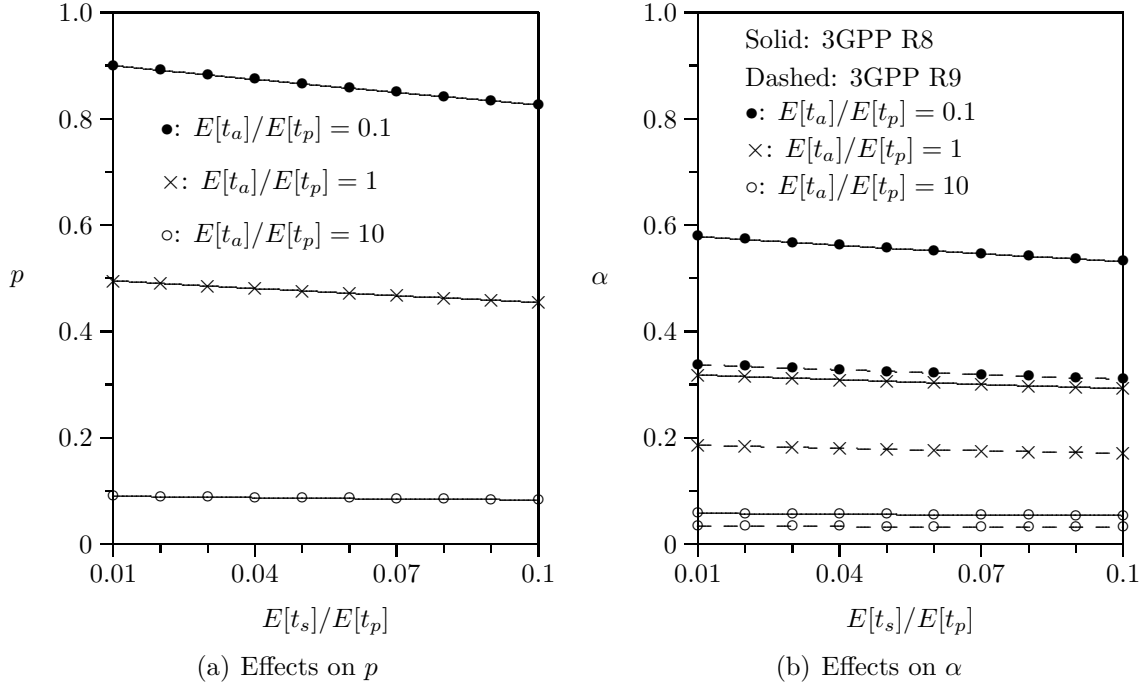 1.0
0.8
0.6
p
0.4
0.2
0
0.01 0.04 0.07 0.1
E[t_s]/E[t_p]
●: E[t_a]/E[t_p] = 0.1
×: E[t_a]/E[t_p] = 1
○: E[t_a]/E[t_p] = 10
(a) Effects on p
1.0
0.8
0.6
α
0.4
0.2
0
0.01 0.04 0.07 0.1
E[t_s]/E[t_p]
Solid: 3GPP R8
Dashed: 3GPP R9
●: E[t_a]/E[t_p] = 0.1
×: E[t_a]/E[t_p] = 1
○: E[t_a]/E[t_p] = 10
(b) Effects on α